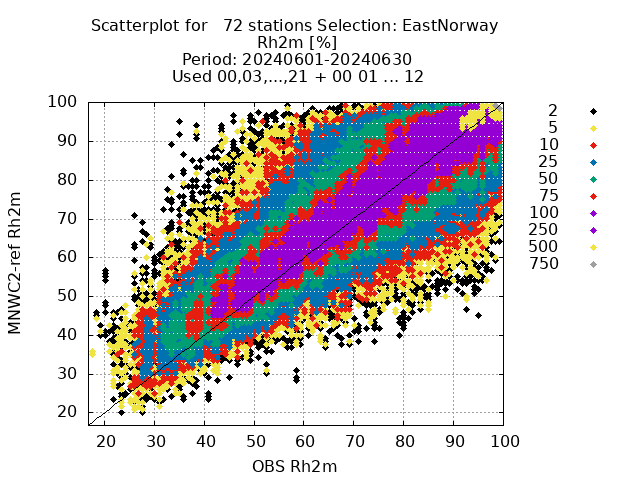 Scatterplot for   72 stations Selection: EastNorway
Rh2m [%]
Period: 20240601-20240630
Used 00,03,...,21 + 00 01 ... 12
MNWC2-ref Rh2m
100
90
80
70
60
50
40
30
20
20 30 40 50 60 70 80 90 100
OBS Rh2m
2
5
10
25
50
75
100
250
500
750